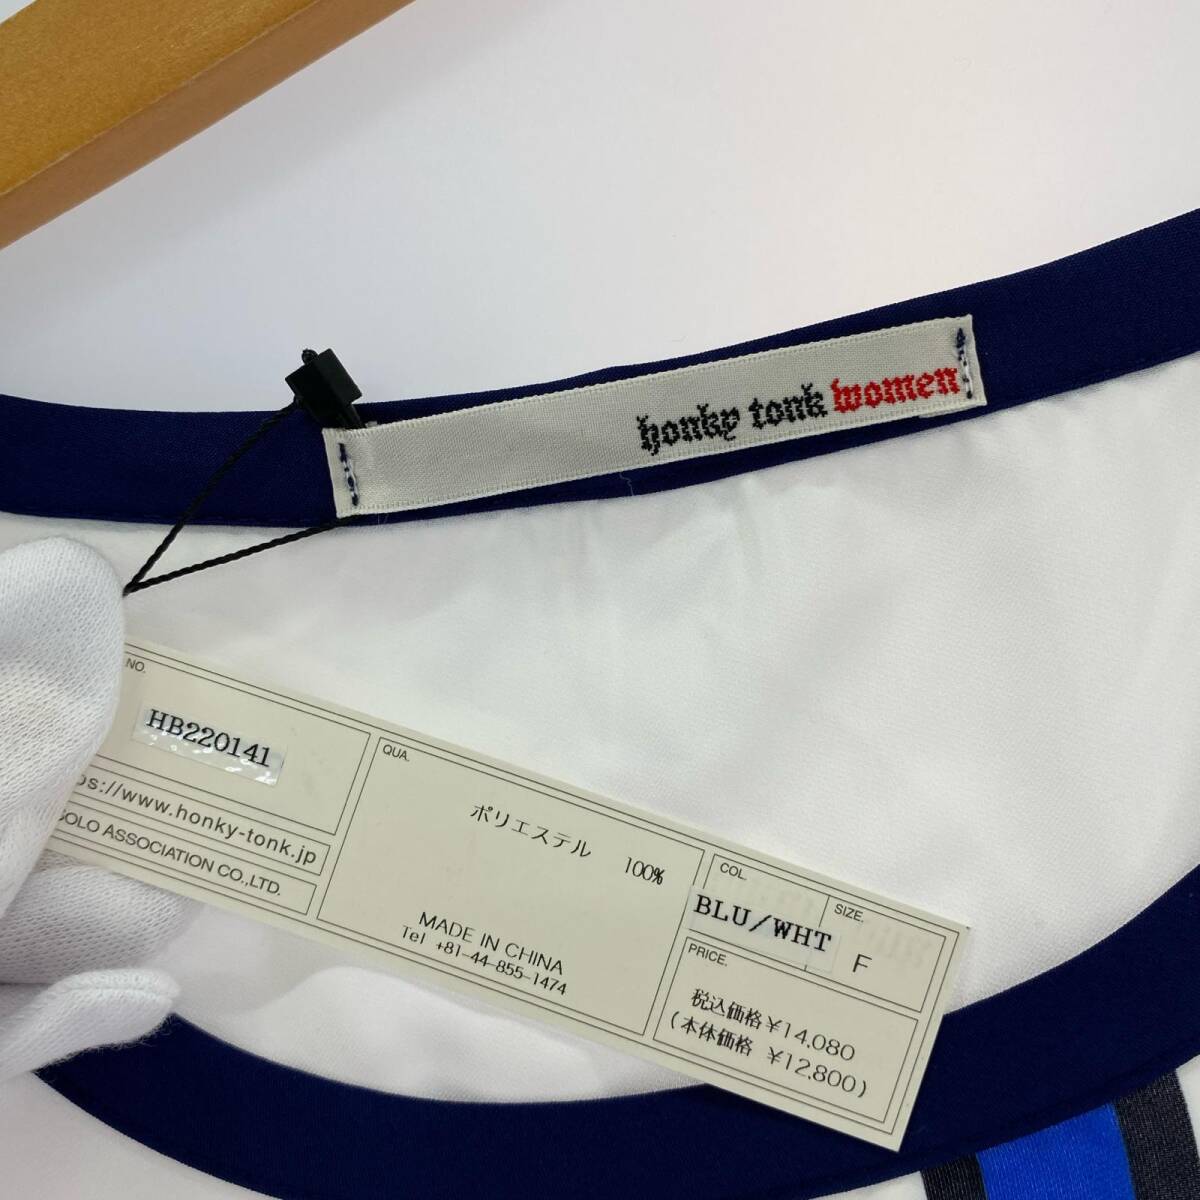 honky tonk women
NO.
HB220141
s://www.honky-tonk.jp
SOLO ASSOCIATION CO.,LTD.
QUA.
ポリエステル 100%
MADE IN CHINA
Tel +81-44-855-1474
COL.
BLU/WHT
SIZE.
F
PRICE.
税込価格 ¥14,080
(本体価格 ¥12,800)